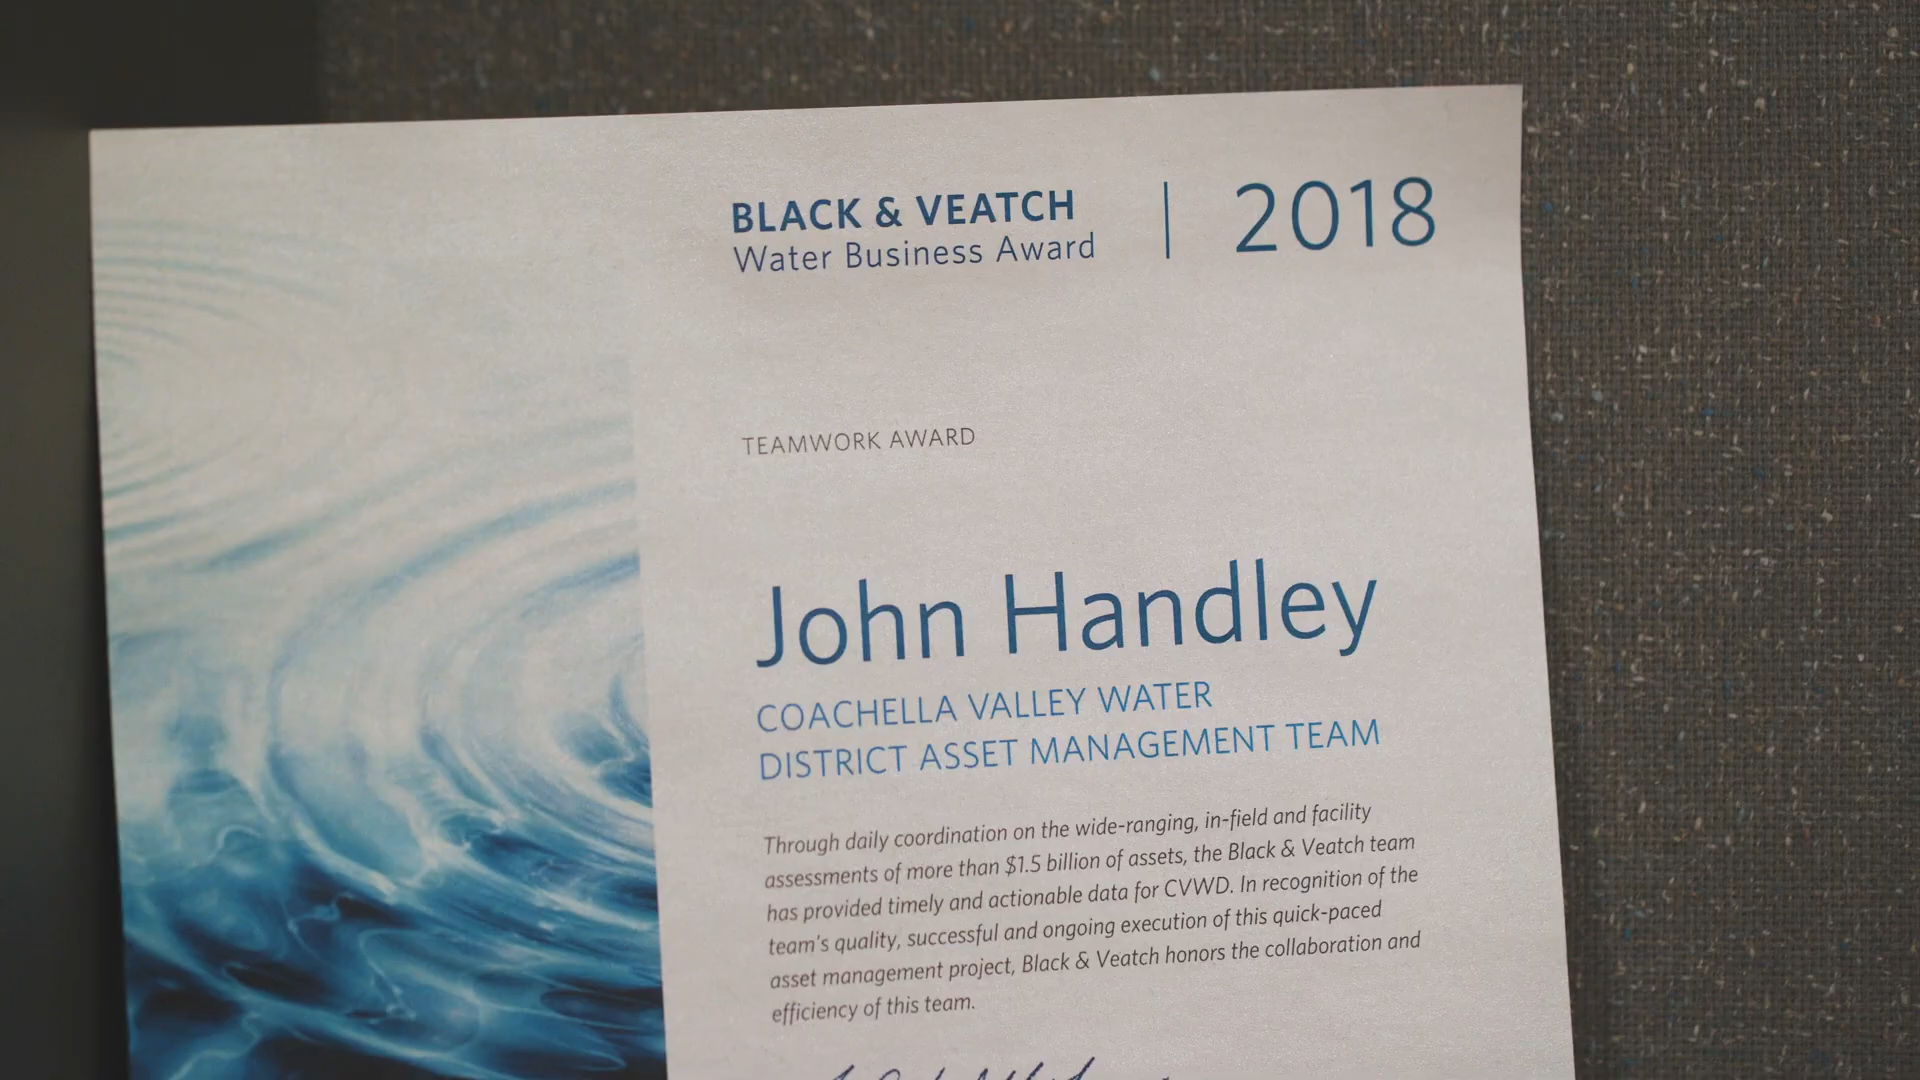 BLACK & VEATCH
Water Business Award
2018
TEAMWORK AWARD
John Handley
COACHELLA VALLEY WATER
DISTRICT ASSET MANAGEMENT TEAM
Through daily coordination on the wide-ranging, in-field and facility
assessments of more than $1.5 billion of assets, the Black & Veatch team
has provided timely and actionable data for CVWD. In recognition of the
team's quality, successful and ongoing execution of this quick-paced
asset management project, Black & Veatch honors the collaboration and
efficiency of this team.